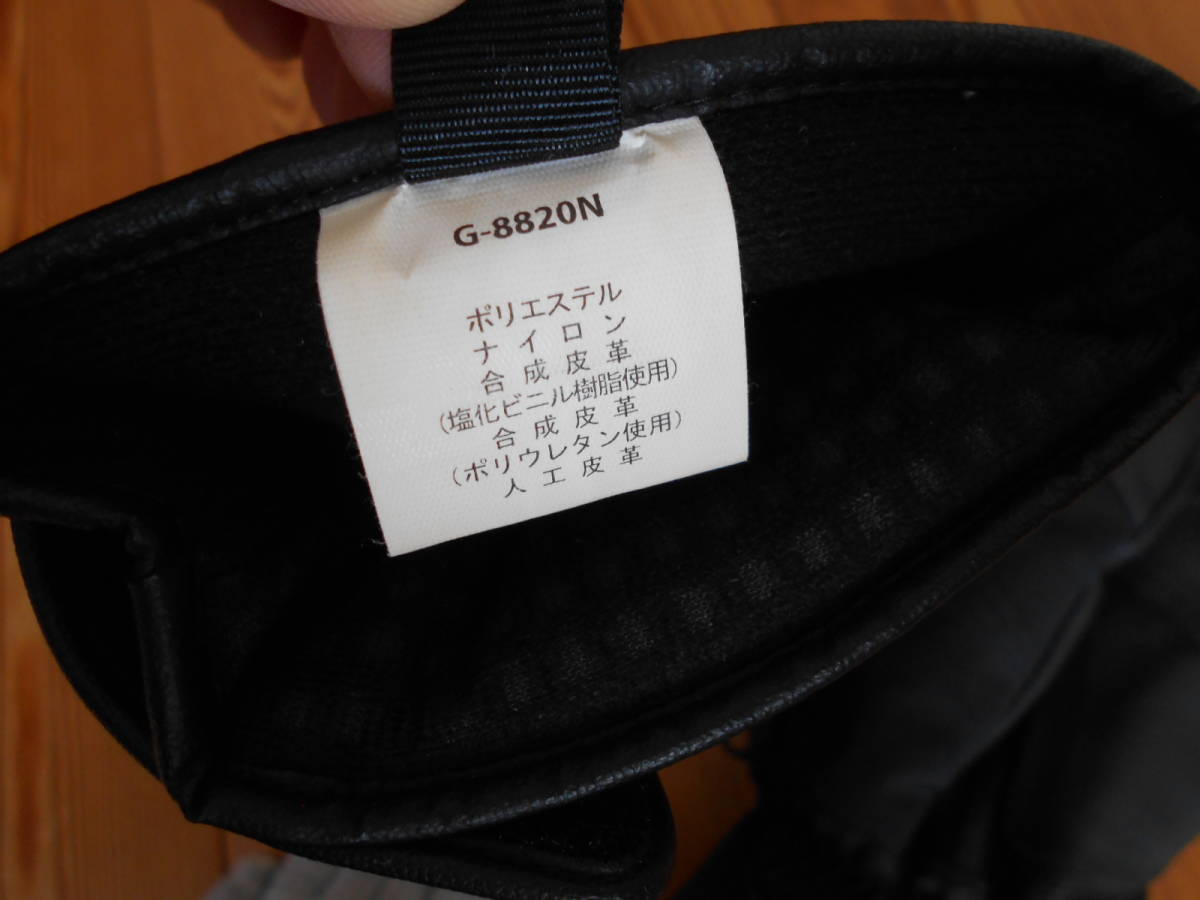 G-8820N
ポリエステル
ナイロン
合成皮革
(塩化ビニル樹脂使用)
合成皮革
(ポリウレタン使用)
人工皮革